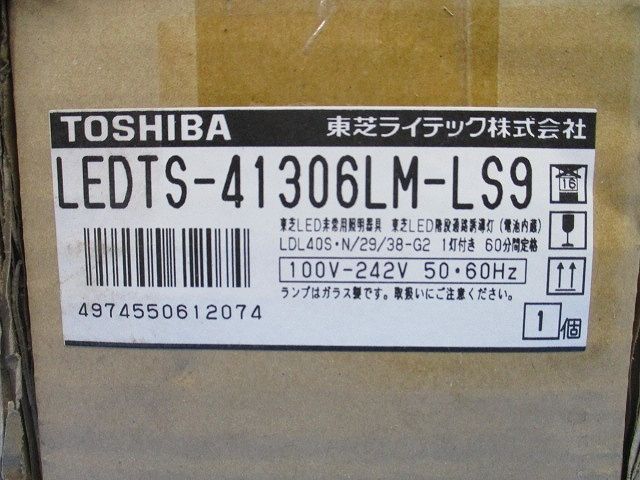 TOSHIBA 東芝ライテック株式会社
LEDTS-41306LM-LS9
16
東芝LED非常用照明器具 東芝LED階段通路誘導灯(電池内蔵)
LDL40S・N/29/38-G2 1灯付き 60分間定格
100V-242V 50・60Hz
ランプはガラス製です。取扱いにご注意ください。
4974550612074
1個